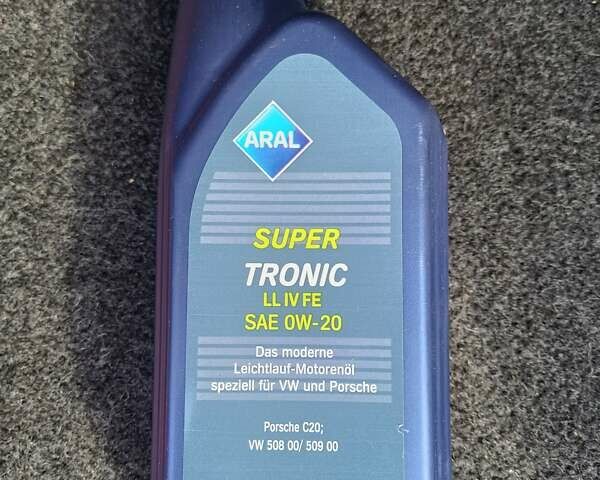 ARAL
SUPER
TRONIC
LL IV FE
SAE 0W-20
Das moderne
Leichtlauf-Motorenöl
speziell für VW und Porsche
Porsche C20;
VW 508 00/ 509 00